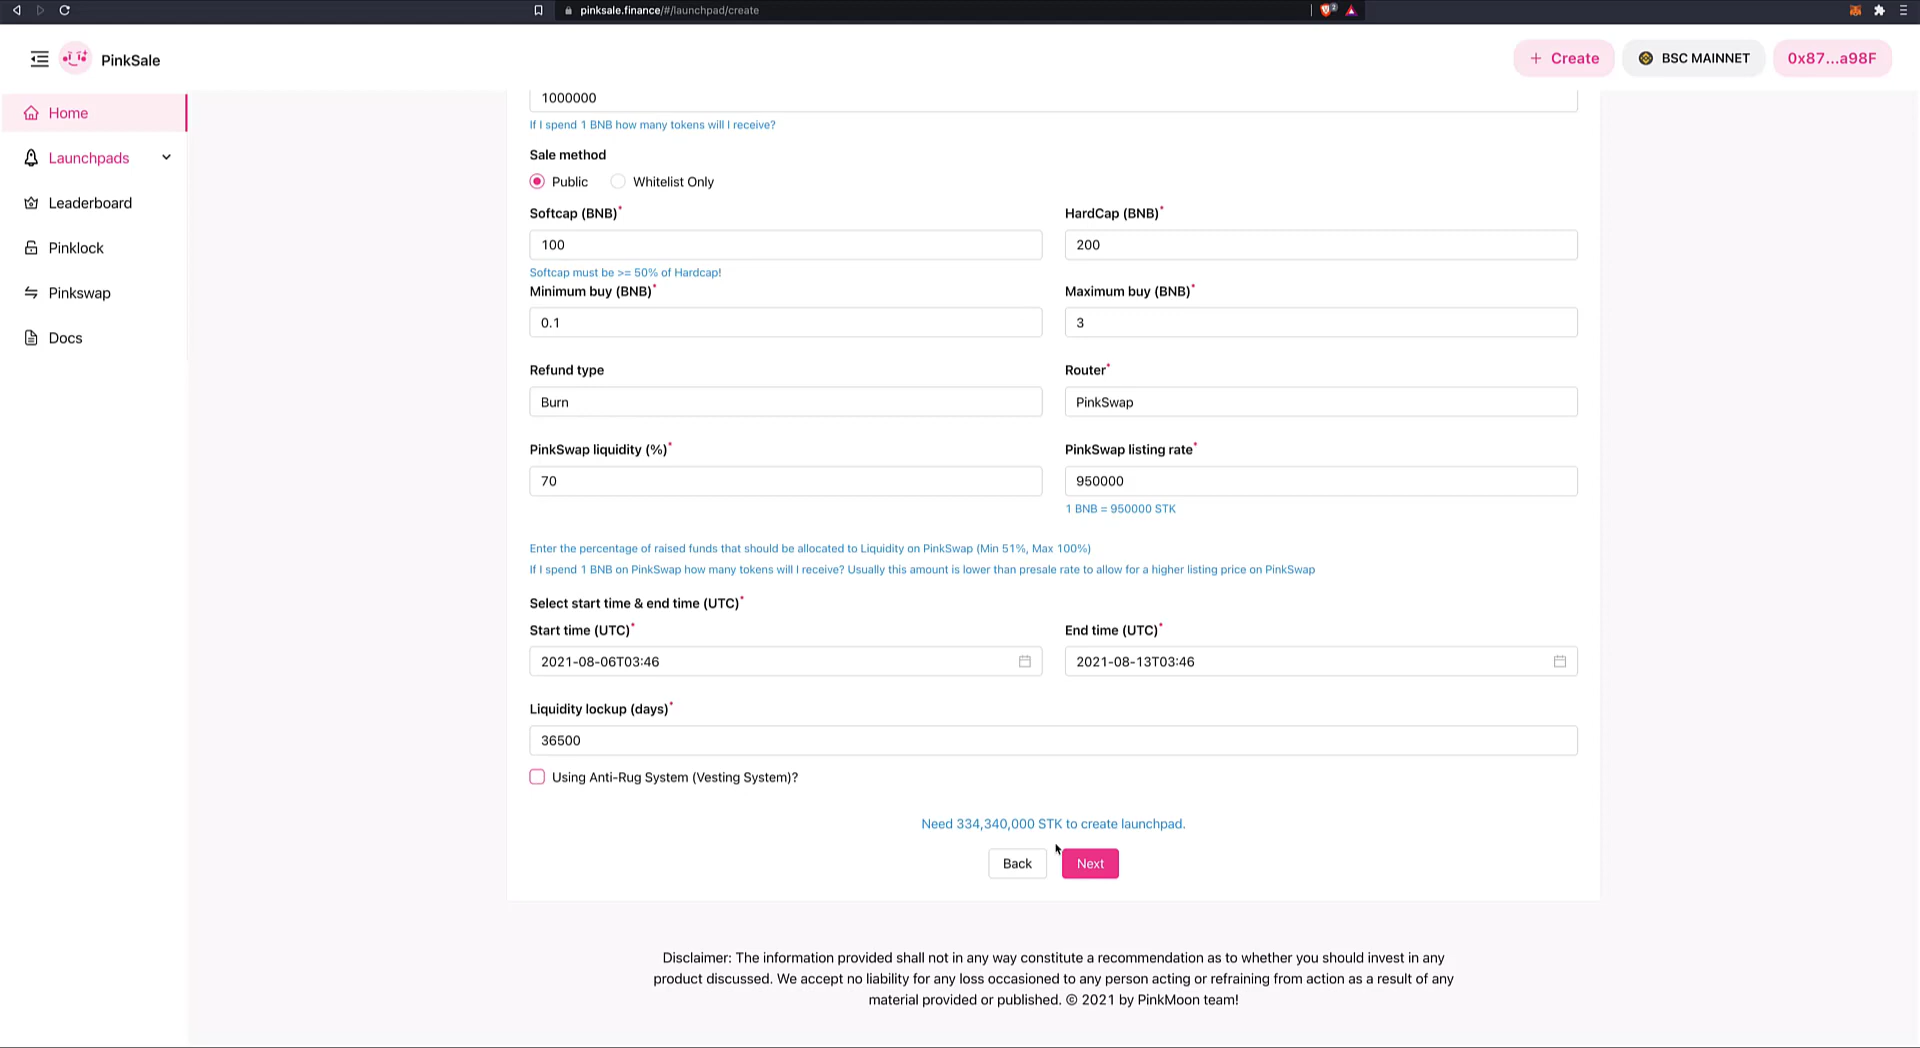 pinksale.finance/#/launchpad/create
2
PinkSale
+ Create
BSC MAINNET
0x87...a98F
Home
Launchpads
Leaderboard
Pinklock
Pinkswap
Docs
1000000
If I spend 1 BNB how many tokens will I receive?
Sale method
Public
Whitelist Only
Softcap (BNB)*
HardCap (BNB)*
100
200
Softcap must be >= 50% of Hardcap!
Minimum buy (BNB)*
Maximum buy (BNB)*
0.1
3
Refund type
Router*
Burn
PinkSwap
PinkSwap liquidity (%)*
PinkSwap listing rate*
70
950000
1 BNB = 950000 STK
Enter the percentage of raised funds that should be allocated to Liquidity on PinkSwap (Min 51%, Max 100%)
If I spend 1 BNB on PinkSwap how many tokens will I receive? Usually this amount is lower than presale rate to allow for a higher listing price on PinkSwap
Select start time & end time (UTC)*
Start time (UTC)*
End time (UTC)*
2021-08-06T03:46
2021-08-13T03:46
Liquidity lockup (days)*
36500
Using Anti-Rug System (Vesting System)?
Need 334,340,000 STK to create launchpad.
Back
Next
Disclaimer: The information provided shall not in any way constitute a recommendation as to whether you should invest in any
product discussed. We accept no liability for any loss occasioned to any person acting or refraining from action as a result of any
material provided or published. © 2021 by PinkMoon team!